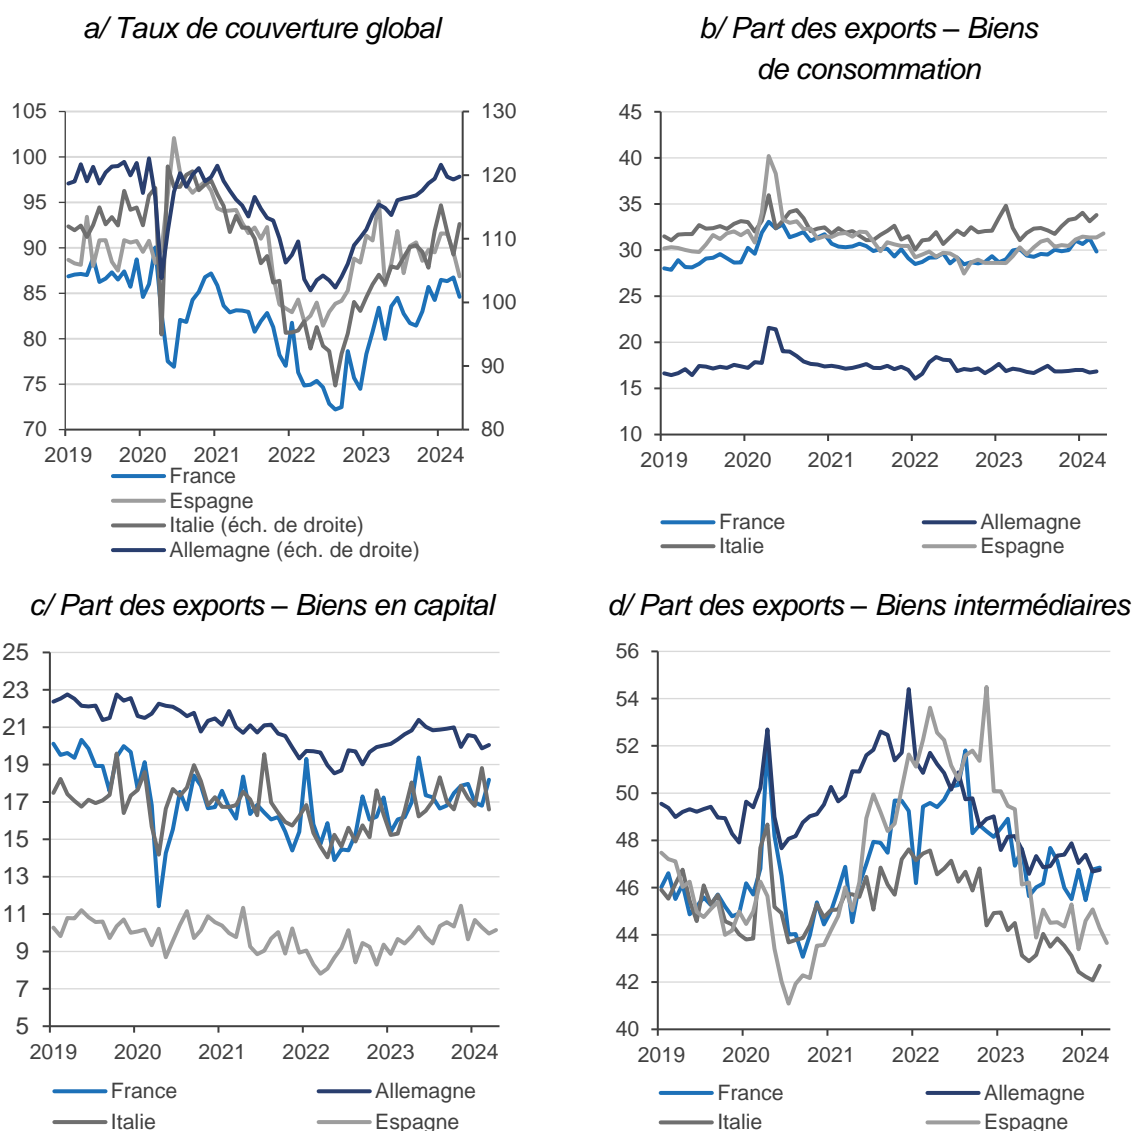 a/ Taux de couverture global
105
100
95
90
85
80
75
70
130
120
110
100
90
80
2019 2020 2021 2022 2023 2024
France
Espagne
Italie (éch. de droite)
Allemagne (éch. de droite)
b/ Part des exports – Biens
de consommation
45
40
35
30
25
20
15
10
2019 2020 2021 2022 2023 2024
France Allemagne
Italie Espagne
c/ Part des exports – Biens en capital
25
23
21
19
17
15
13
11
9
7
5
2019 2020 2021 2022 2023 2024
France Allemagne
Italie Espagne
d/ Part des exports – Biens intermédiaires
56
54
52
50
48
46
44
42
40
2019 2020 2021 2022 2023 2024
France Allemagne
Italie Espagne